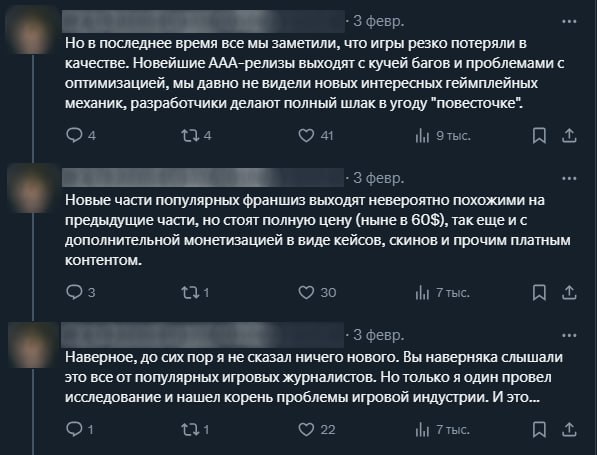 · 3 февр.
Но в последнее время все мы заметили, что игры резко потеряли в
качестве. Новейшие ААА-релизы выходят с кучей багов и проблемами с
оптимизацией, мы давно не видели новых интересных геймплейных
механик, разработчики делают полный шлак в угоду "повесточке".
4 4 41 9 тыс.
· 3 февр.
Новые части популярных франшиз выходят невероятно похожими на
предыдущие части, но стоят полную цену (ныне в 60$), так еще и с
дополнительной монетизацией в виде кейсов, скинов и прочим платным
контентом.
3 1 30 7 тыс.
· 3 февр.
Наверное, до сих пор я не сказал ничего нового. Вы наверняка слышали
это все от популярных игровых журналистов. Но только я один провел
исследование и нашел корень проблемы игровой индустрии. И это...
1 1 22 7 тыс.